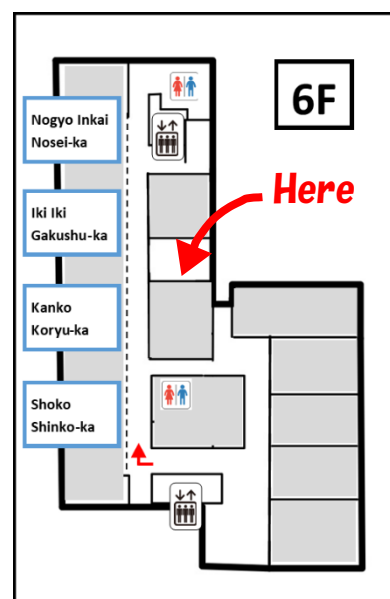 6F
Nogyo Inkai
Nosei-ka
Here
Iki Iki
Gakushu-ka
Kanko
Koryu-ka
Shoko
Shinko-ka